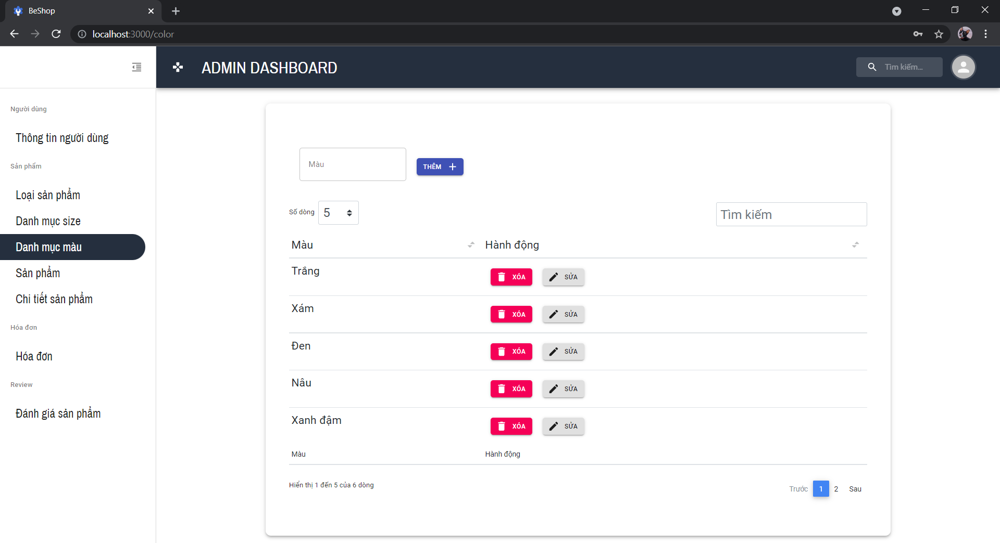 BeShop
localhost:3000/color
ADMIN DASHBOARD
Tìm kiếm...
Người dùng
Thông tin người dùng
Sản phẩm
Loại sản phẩm
Danh mục size
Danh mục màu
Sản phẩm
Chi tiết sản phẩm
Hóa đơn
Hóa đơn
Review
Đánh giá sản phẩm
Màu
THÊM
Số dòng 5
Tìm kiếm
Màu Hành động
Trắng XÓA SỬA
Xám XÓA SỬA
Đen XÓA SỬA
Nâu XÓA SỬA
Xanh đậm XÓA SỬA
Màu Hành động
Hiển thị 1 đến 5 của 6 dòng
Trước 1 2 Sau